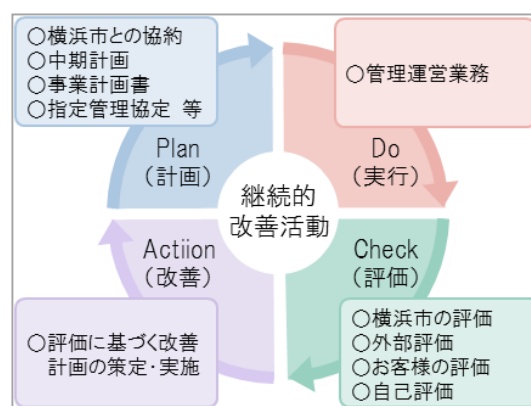 ○横浜市との協約
○中期計画
○事業計画書
○指定管理協定 等
Plan
(計画)
○管理運営業務
Do
(実行)
継続的
改善活動
Actiion
(改善)
○評価に基づく改善
計画の策定・実施
Check
(評価)
○横浜市の評価
○外部評価
○お客様の評価
○自己評価